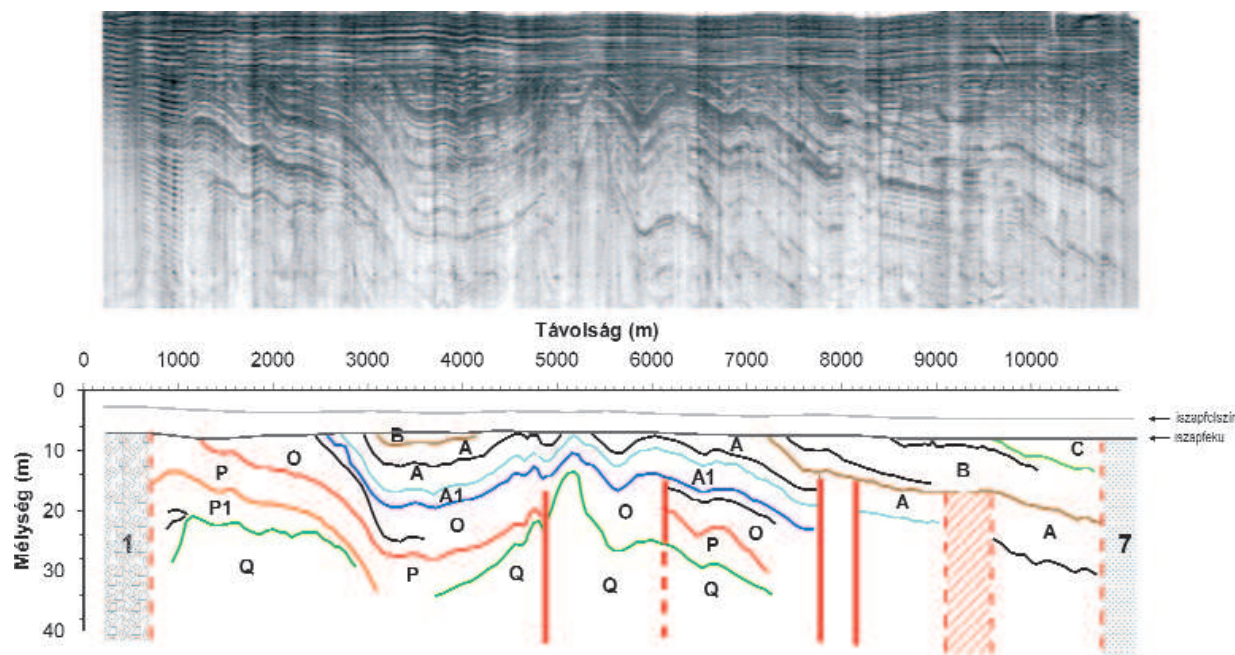 Távolság (m)
0 1000 2000 3000 4000 5000 6000 7000 8000 9000 10000
Mélység (m)
0
10
20
30
40
iszapfelszín
iszapfekü
B A A A C
P O A A1 B
P1 O A
O P O A
1 Q P Q Q Q 7